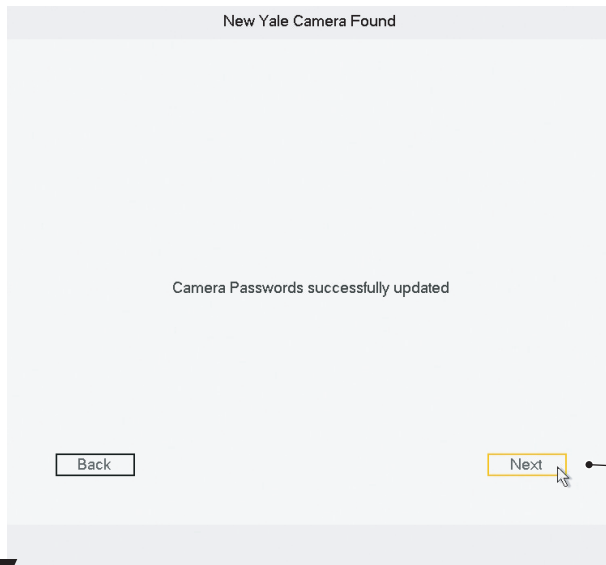 New Yale Camera Found
Camera Passwords successfully updated
Back
Next